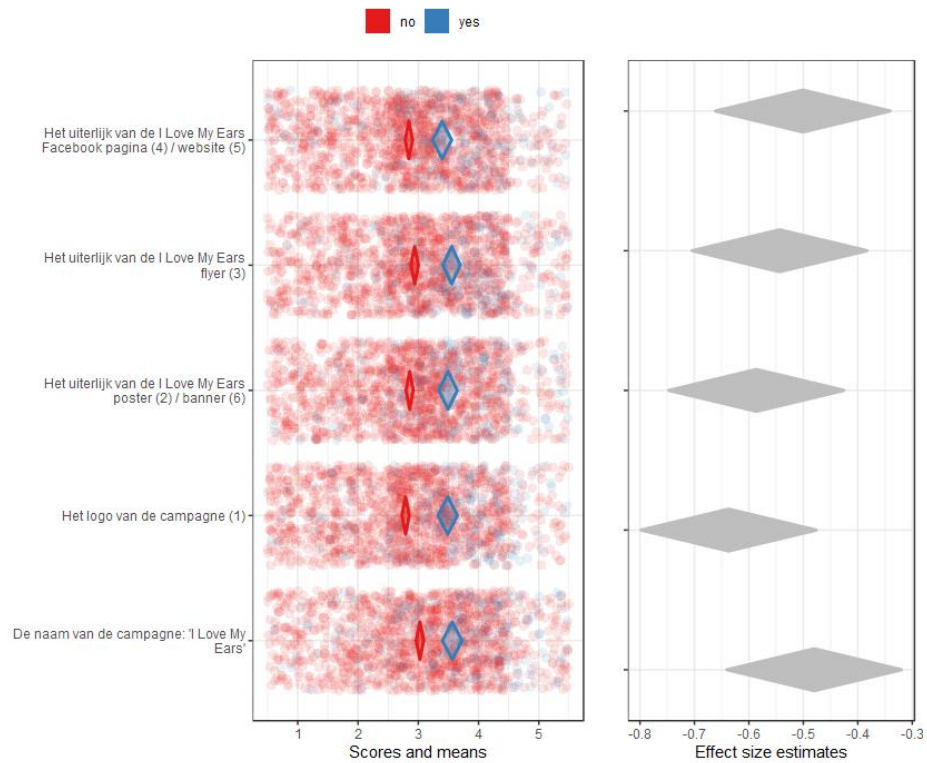 no yes
Het uiterlijk van de I Love My Ears
Facebook pagina (4) / website (5)
Het uiterlijk van de I Love My Ears
flyer (3)
Het uiterlijk van de I Love My Ears
poster (2) / banner (6)
Het logo van de campagne (1)
De naam van de campagne: 'I Love My
Ears'
1 2 3 4 5
Scores and means
-0.8 -0.7 -0.6 -0.5 -0.4 -0.3
Effect size estimates